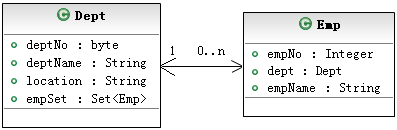 Dept
deptNo : byte
deptName : String
location : String
empSet : Set<Emp>
1 0..n
Emp
empNo : Integer
dept : Dept
empName : String